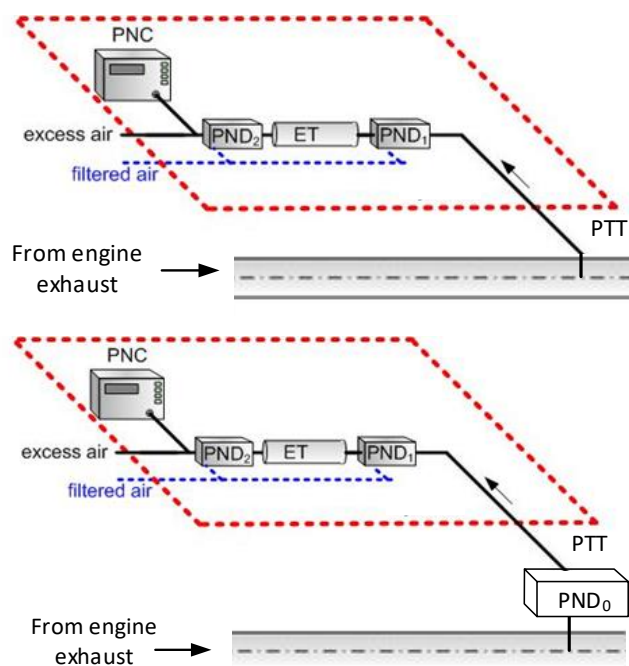 PNC
excess air
PND₂
ET
PND₁
filtered air
PTT
From engine
exhaust
PNC
excess air
PND₂
ET
PND₁
filtered air
PTT
PND₀
From engine
exhaust